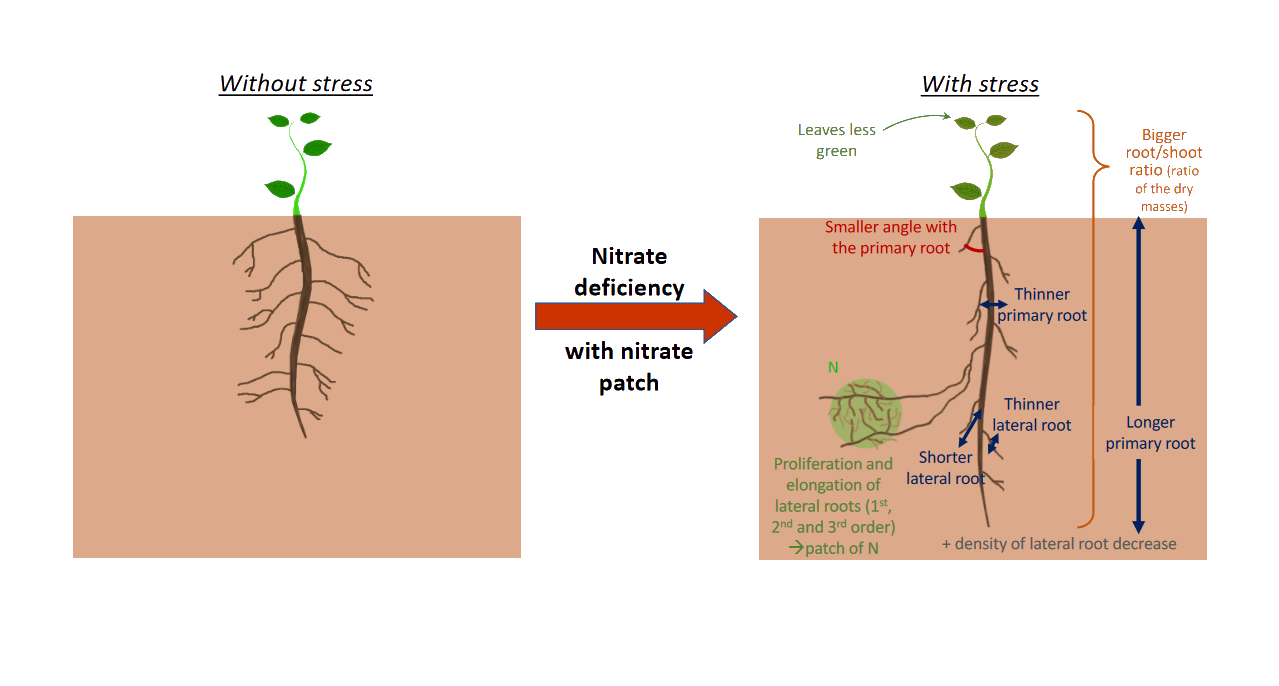 Without stress
Nitrate
deficiency
with nitrate
patch
With stress
Leaves less
green
Bigger
root/shoot
ratio (ratio
of the dry
masses)
Smaller angle with
the primary root
Thinner
primary root
N
Thinner
lateral root
Shorter
lateral root
Longer
primary root
Proliferation and
elongation of
lateral roots (1st,
2nd and 3rd order)
→patch of N
+ density of lateral root decrease